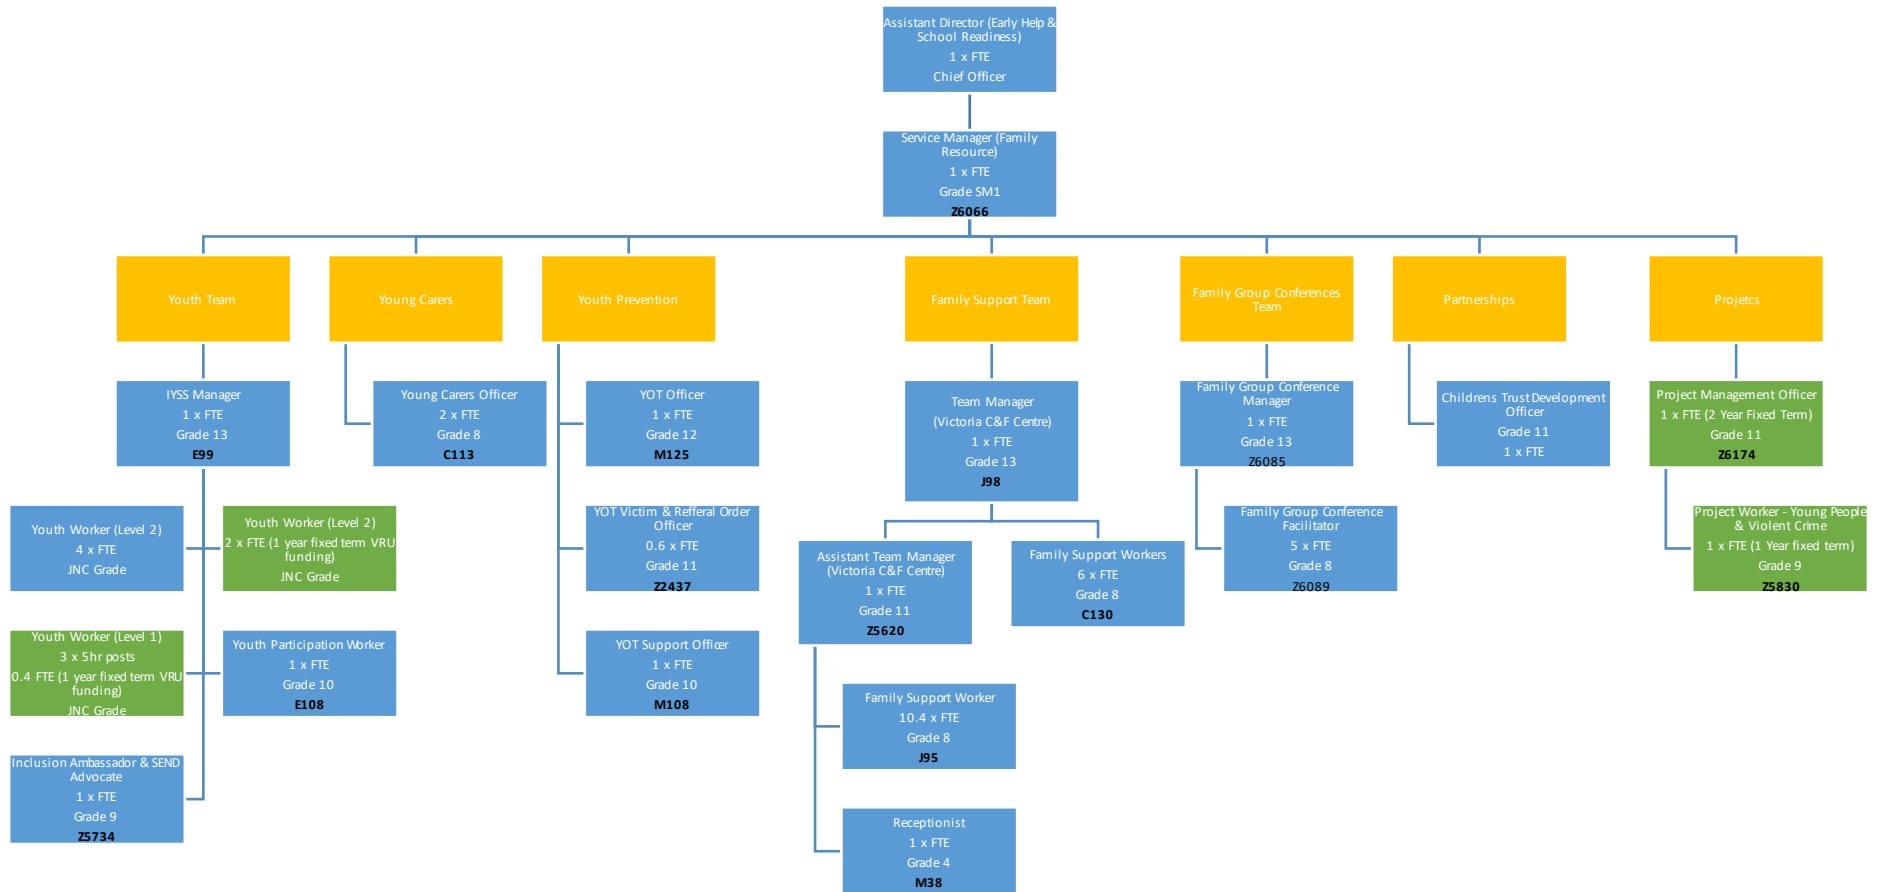 Assistant Director (Early Help &
School Readiness)
1 x FTE
Chief Officer
Service Manager (Family
Resource)
1 x FTE
Grade SM1
Z6066
Youth Team
Young Carers
Youth Prevention
Family Support Team
Family Group Conferences
Team
Partnerships
Projetcs
IYSS Manager
1 x FTE
Grade 13
E99
Young Carers Officer
2 x FTE
Grade 8
C113
YOT Officer
1 x FTE
Grade 12
M125
Team Manager
(Victoria C&F Centre)
1 x FTE
Grade 13
J98
Family Group Conference
Manager
1 x FTE
Grade 13
Z6085
Childrens Trust Development
Officer
Grade 11
1 x FTE
Project Management Officer
1 x FTE (2 Year Fixed Term)
Grade 11
Z6174
Youth Worker (Level 2)
4 x FTE
JNC Grade
Youth Worker (Level 2)
2 x FTE (1 year fixed term VRU
funding)
JNC Grade
YOT Victim & Refferal Order
Officer
0.6 x FTE
Grade 11
Z2437
Assistant Team Manager
(Victoria C&F Centre)
1 x FTE
Grade 11
Z5620
Family Support Workers
6 x FTE
Grade 8
C130
Family Group Conference
Facilitator
5 x FTE
Grade 8
Z6089
Project Worker - Young People
& Violent Crime
1 x FTE (1 Year fixed term)
Grade 9
Z5830
Youth Worker (Level 1)
3 x 5hr posts
0.4 FTE (1 year fixed term VRU
funding)
JNC Grade
Youth Participation Worker
1 x FTE
Grade 10
E108
YOT Support Officer
1 x FTE
Grade 10
M108
Family Support Worker
10.4 x FTE
Grade 8
J95
Inclusion Ambassador & SEND
Advocate
1 x FTE
Grade 9
Z5734
Receptionist
1 x FTE
Grade 4
M38